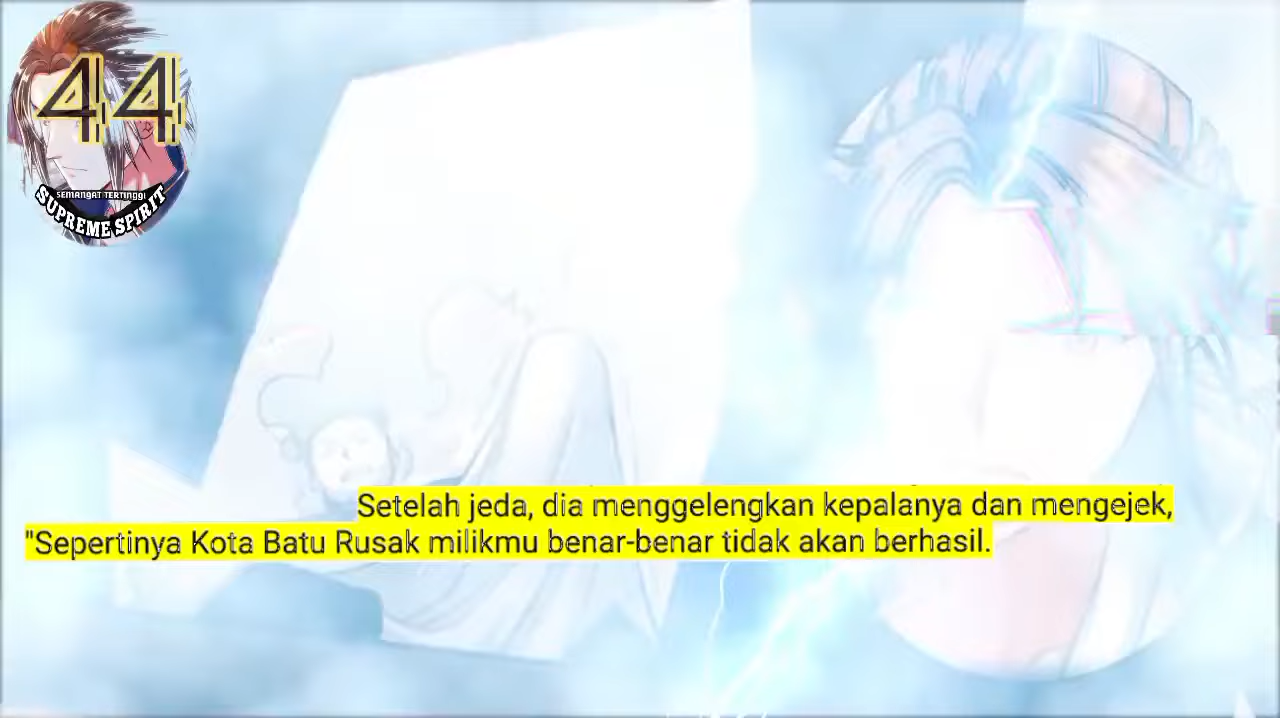 44
SEMANGAT TERTINGGI
SUPREME SPIRIT
Setelah jeda, dia menggelengkan kepalanya dan mengejek,
"Sepertinya Kota Batu Rusak milikmu benar-benar tidak akan berhasil.